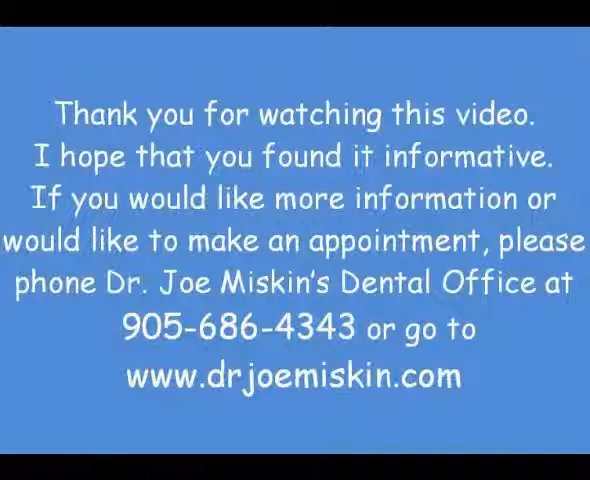 Thank you for watching this video.
I hope that you found it informative.
If you would like more information or
would like to make an appointment, please
phone Dr. Joe Miskin's Dental Office at
905-686-4343 or go to
www.drjoemiskin.com